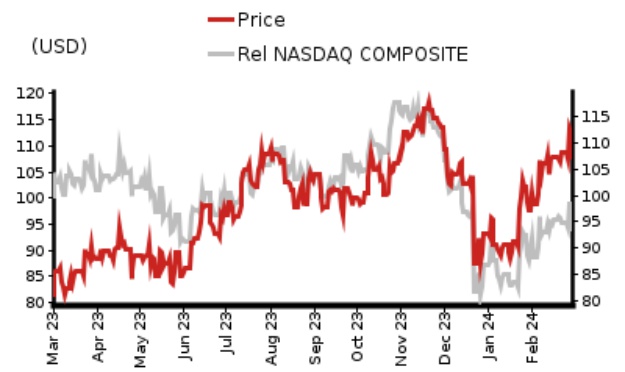 Price
(USD)
Rel NASDAQ COMPOSITE
120
115
110
105
100
95
90
85
80
115
110
105
100
95
90
85
80
Mar 23
Apr 23
May 23
Jun 23
Jul 23
Aug 23
Sep 23
Oct 23
Nov 23
Dec 23
Jan 24
Feb 24